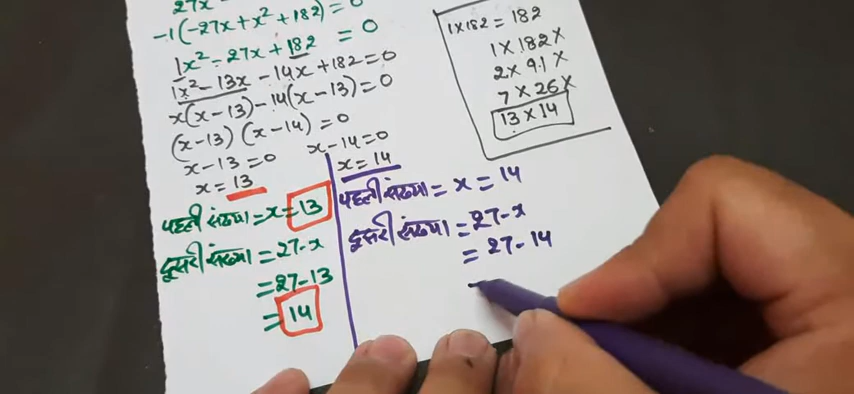 27x
-1(-27x+x²+182)=0
1x²-27x+182=0
1x²-13x-14x+182=0
x(x-13)-14(x-13)=0
(x-13)(x-14)=0
x-13=0
x=13
x-14=0
x=14
पहली संख्या=x=13
दूसरी संख्या=27-x
=27-13
=14
पहली संख्या=x=14
दूसरी संख्या=27-x
=27-14
1×182=182
1×182×
2×91×
7×26×
13×14